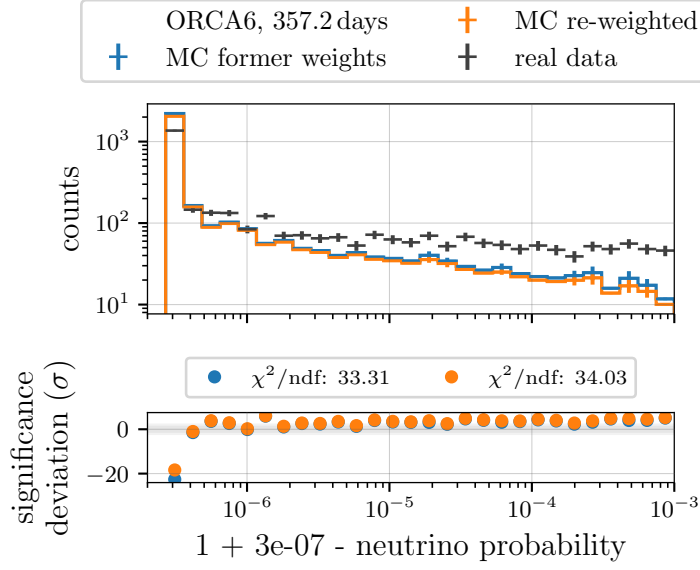 ORCA6, 357.2 days
MC former weights
MC re-weighted
real data
counts
10³
10²
10¹
χ²/ndf: 33.31
χ²/ndf: 34.03
significance
deviation (σ)
0
−20
10⁻⁶
10⁻⁵
10⁻⁴
10⁻³
1 + 3e-07 - neutrino probability